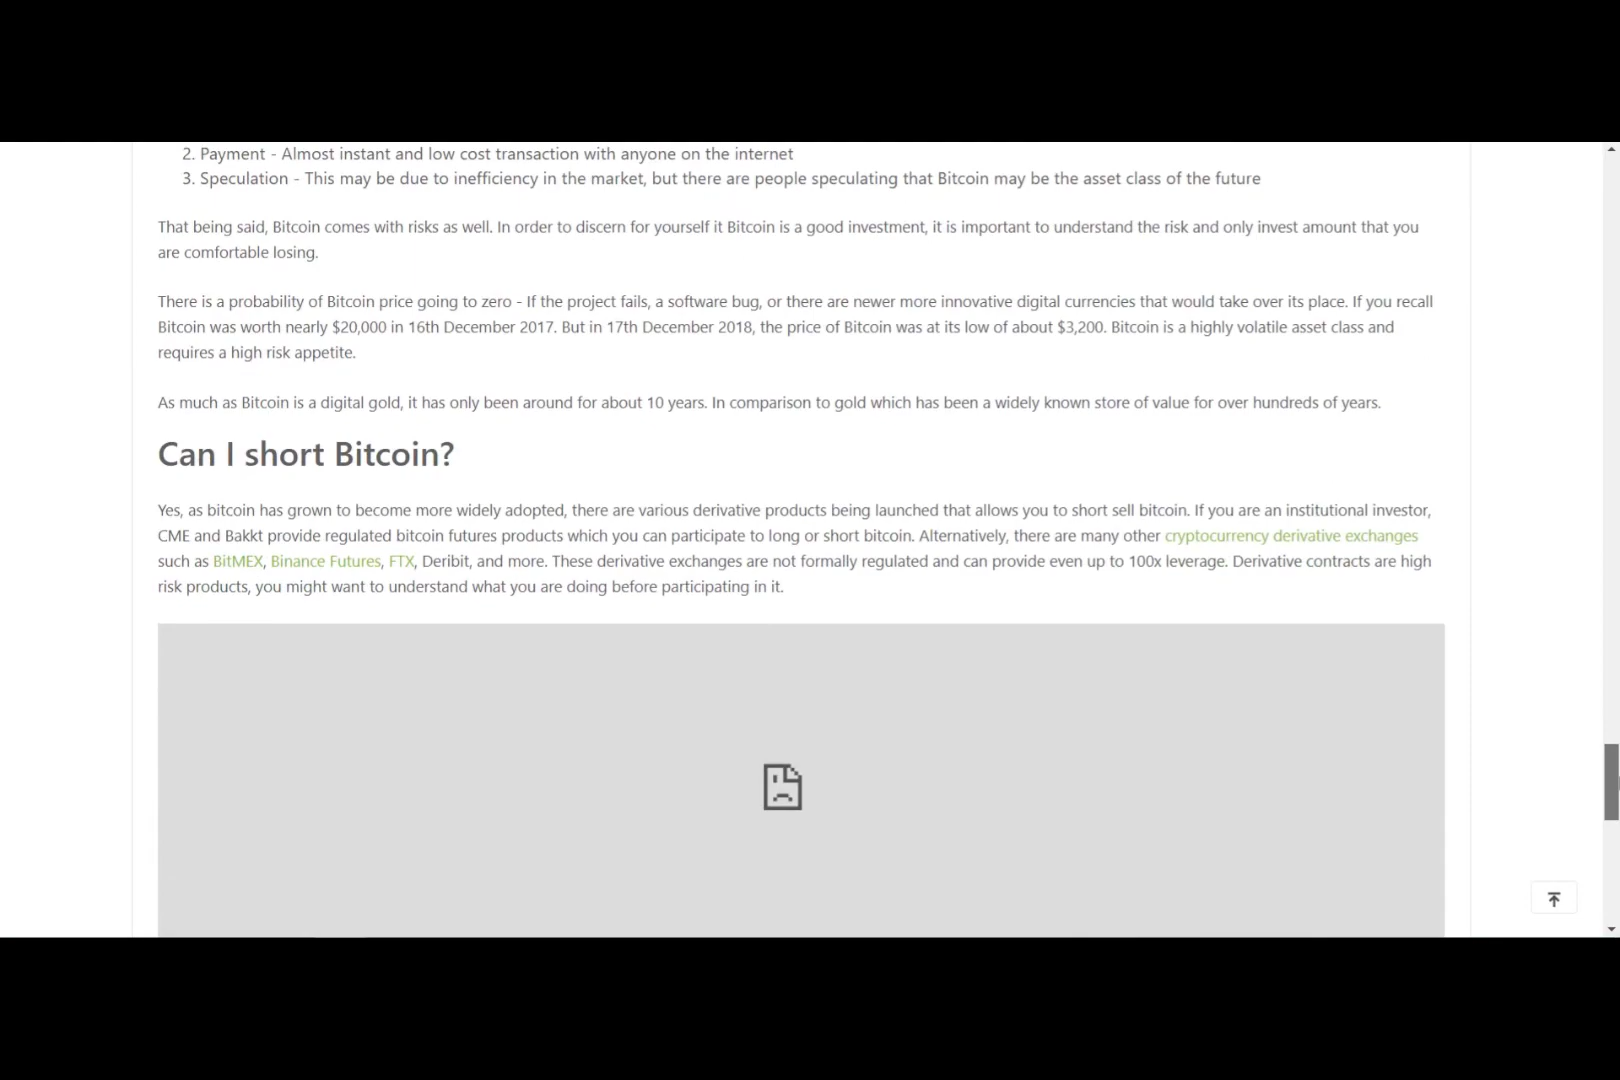 2. Payment - Almost instant and low cost transaction with anyone on the internet
3. Speculation - This may be due to inefficiency in the market, but there are people speculating that Bitcoin may be the asset class of the future
That being said, Bitcoin comes with risks as well. In order to discern for yourself it Bitcoin is a good investment, it is important to understand the risk and only invest amount that you
are comfortable losing.
There is a probability of Bitcoin price going to zero - If the project fails, a software bug, or there are newer more innovative digital currencies that would take over its place. If you recall
Bitcoin was worth nearly $20,000 in 16th December 2017. But in 17th December 2018, the price of Bitcoin was at its low of about $3,200. Bitcoin is a highly volatile asset class and
requires a high risk appetite.
As much as Bitcoin is a digital gold, it has only been around for about 10 years. In comparison to gold which has been a widely known store of value for over hundreds of years.
Can I short Bitcoin?
Yes, as bitcoin has grown to become more widely adopted, there are various derivative products being launched that allows you to short sell bitcoin. If you are an institutional investor,
CME and Bakkt provide regulated bitcoin futures products which you can participate to long or short bitcoin. Alternatively, there are many other cryptocurrency derivative exchanges
such as BitMEX, Binance Futures, FTX, Deribit, and more. These derivative exchanges are not formally regulated and can provide even up to 100x leverage. Derivative contracts are high
risk products, you might want to understand what you are doing before participating in it.